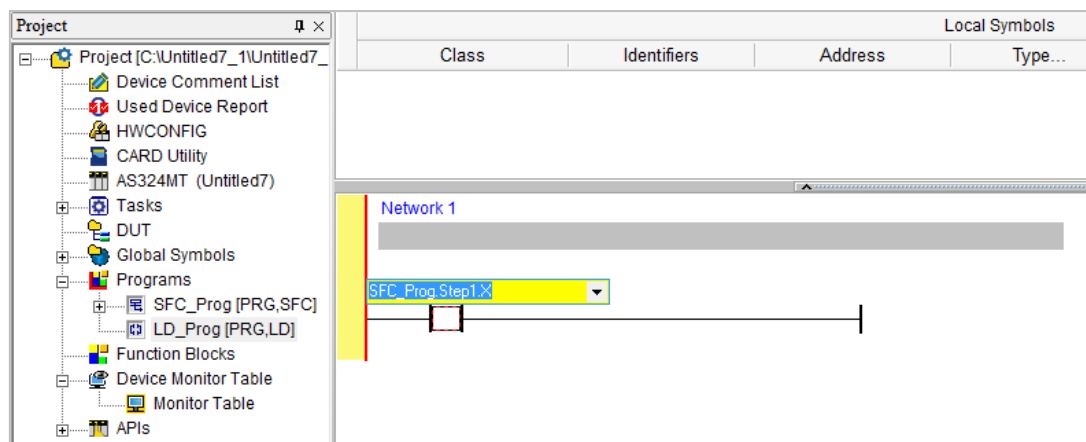 Project
Project [C:\Untitled7_1\Untitled7_
Device Comment List
Used Device Report
HWCONFIG
CARD Utility
AS324MT (Untitled7)
Tasks
DUT
Global Symbols
Programs
SFC_Prog [PRG,SFC]
LD_Prog [PRG,LD]
Function Blocks
Device Monitor Table
Monitor Table
APIs
Local Symbols
Class Identifiers Address Type...
Network 1
SFC_Prog.Step1.X